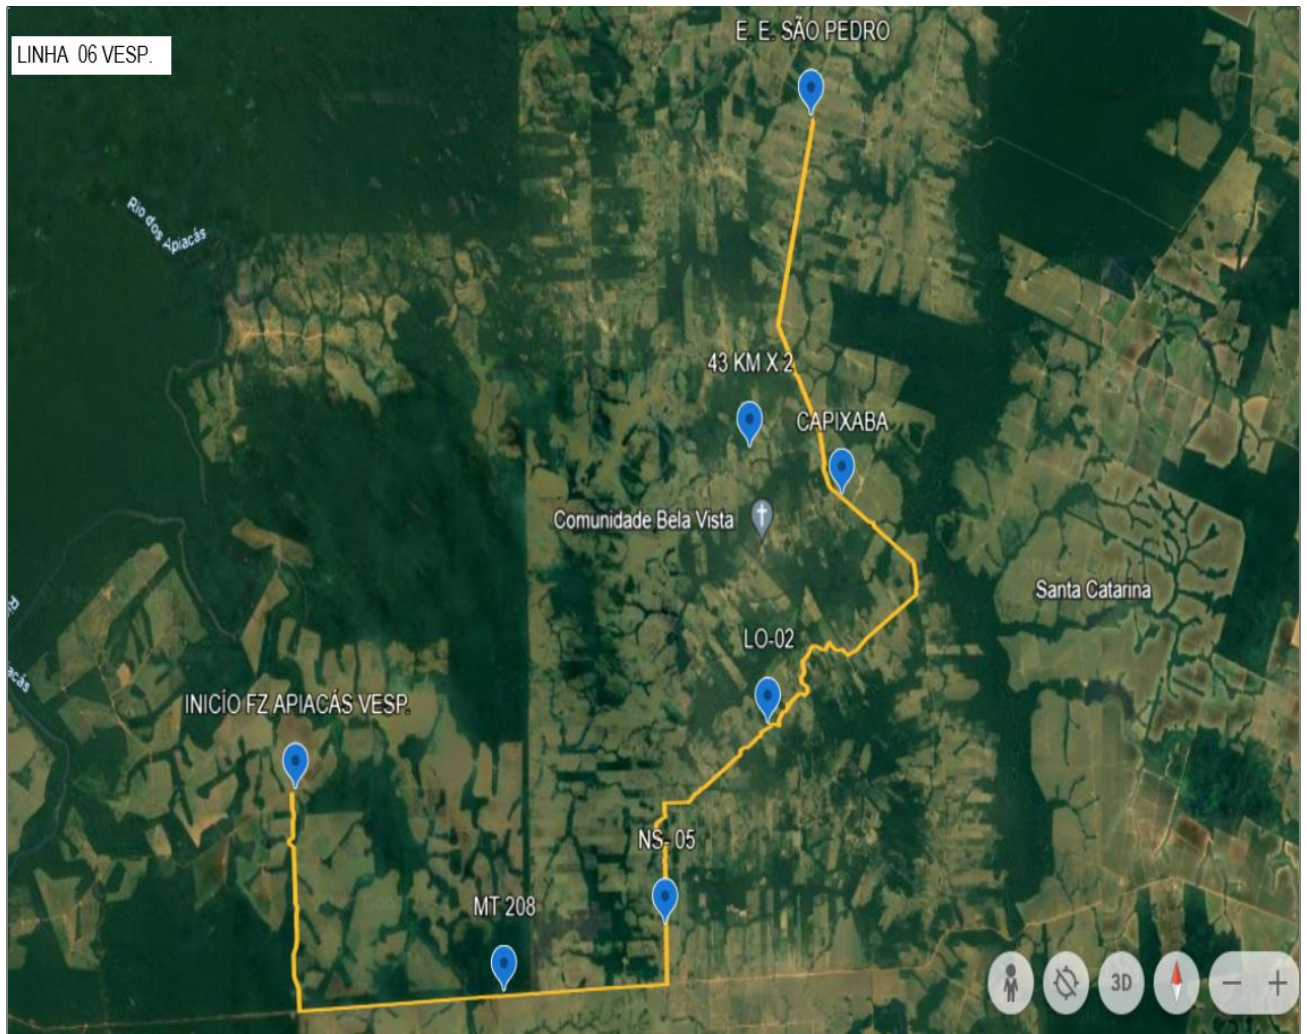 E. E. SÃO PEDRO
LINHA 06 VESP.
Rio dos Apiacás
43 KM X 2
CAPIXABA
Comunidade Bela Vista
Santa Catarina
LO-02
INICÍO FZ APIACÁS VESP.
NS- 05
MT 208
3D